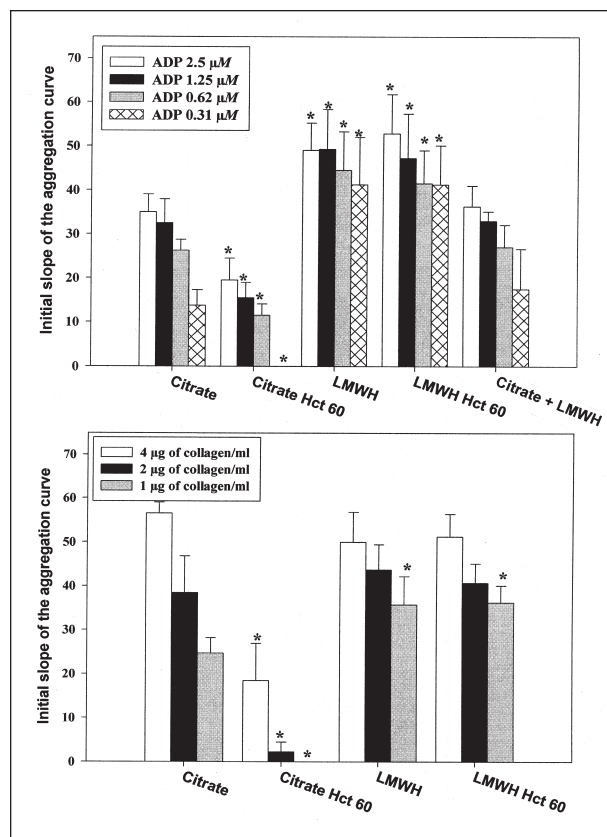 Initial slope of the aggregation curve
70
60
50
40
30
20
10
0
ADP 2.5 µM
ADP 1.25 µM
ADP 0.62 µM
ADP 0.31 µM
* * * *
* * * *
* * * *
Citrate
Citrate Hct 60
LMWH
LMWH Hct 60
Citrate + LMWH
Initial slope of the aggregation curve
70
60
50
40
30
20
10
0
4 µg of collagen/ml
2 µg of collagen/ml
1 µg of collagen/ml
* * *
*
*
Citrate
Citrate Hct 60
LMWH
LMWH Hct 60